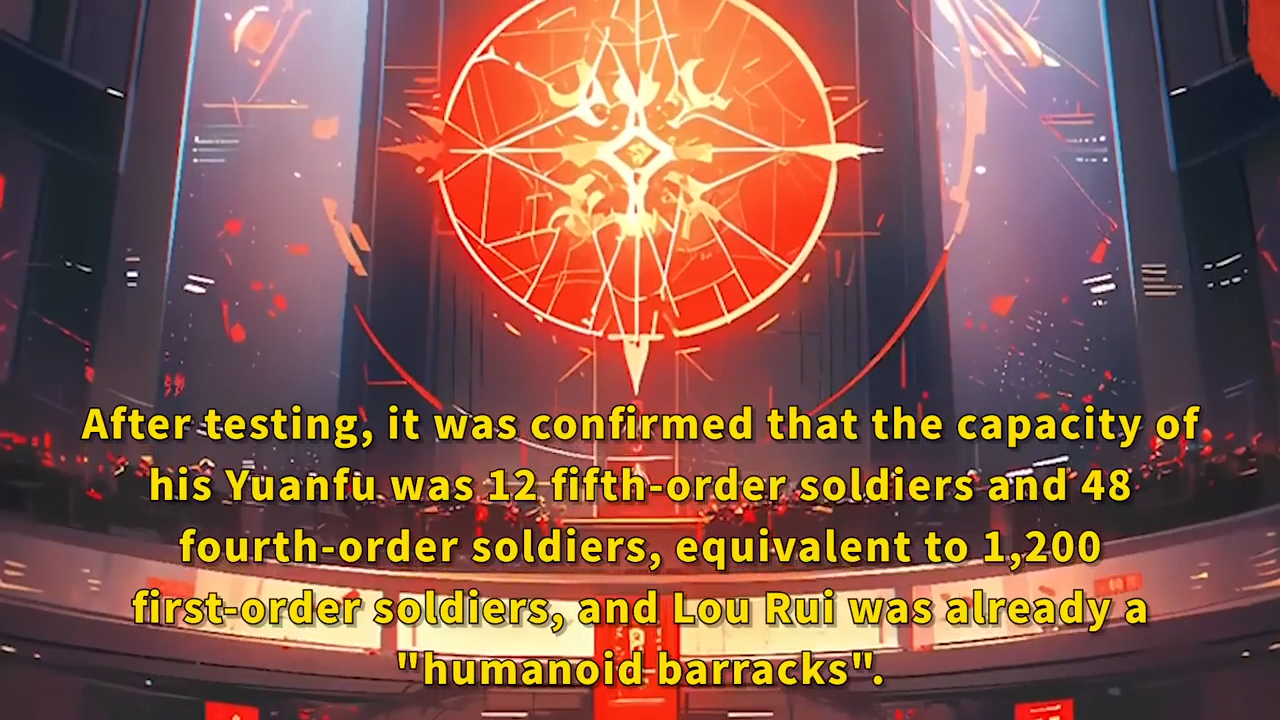 After testing, it was confirmed that the capacity of
his Yuanfu was 12 fifth-order soldiers and 48
fourth-order soldiers, equivalent to 1,200
first-order soldiers, and Lou Rui was already a
"humanoid barracks".